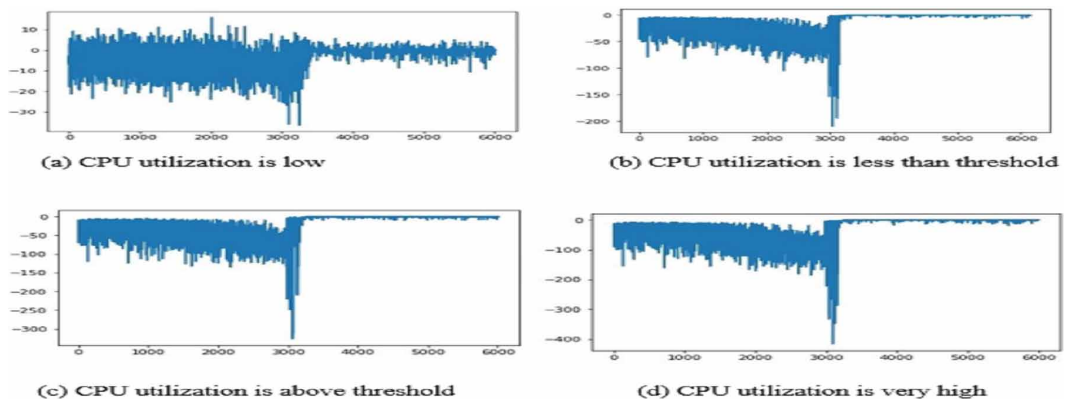 10
0
−10
−20
−30
0 1000 2000 3000 4000 5000 6000
(a) CPU utilization is low
0
−50
−100
−150
−200
0 1000 2000 3000 4000 5000 6000
(b) CPU utilization is less than threshold
0
−50
−100
−150
−200
−250
−300
0 1000 2000 3000 4000 5000 6000
(c) CPU utilization is above threshold
0
−100
−200
−300
−400
0 1000 2000 3000 4000 5000 6000
(d) CPU utilization is very high